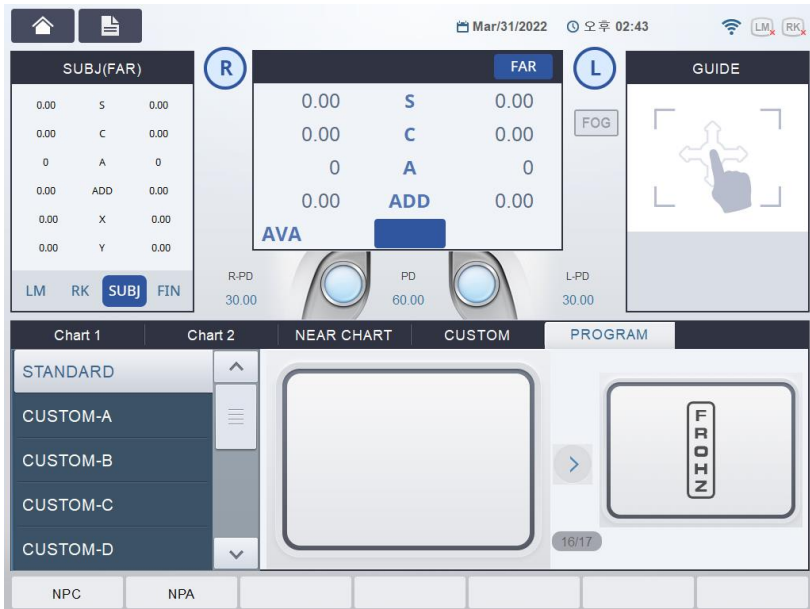 Mar/31/2022 오후 02:43 LM RK
SUBJ(FAR) R FAR L GUIDE
0.00 S 0.00
0.00 C 0.00
0 A 0
0.00 ADD 0.00
0.00 X 0.00
0.00 Y 0.00
LM RK SUBJ FIN
0.00 S 0.00
0.00 C 0.00
0 A 0
0.00 ADD 0.00
AVA
FOG
R-PD PD L-PD
30.00 60.00 30.00
Chart 1 Chart 2 NEAR CHART CUSTOM PROGRAM
STANDARD
CUSTOM-A
CUSTOM-B
CUSTOM-C
CUSTOM-D
F
R
O
H
Z
16/17
NPC NPA